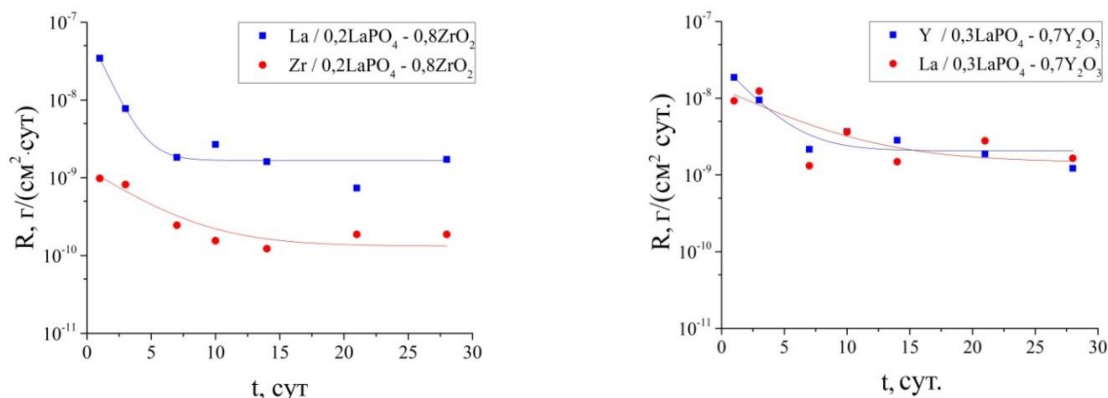 10⁻⁷
10⁻⁸
10⁻⁹
10⁻¹⁰
10⁻¹¹
R, г/(см²·сут)
La / 0,2LaPO₄ - 0,8ZrO₂
Zr / 0,2LaPO₄ - 0,8ZrO₂
0 5 10 15 20 25 30
t, сут
10⁻⁷
10⁻⁸
10⁻⁹
10⁻¹⁰
10⁻¹¹
R, г/(см² сут.)
Y / 0,3LaPO₄ - 0,7Y₂O₃
La / 0,3LaPO₄ - 0,7Y₂O₃
0 5 10 15 20 25 30
t, сут.